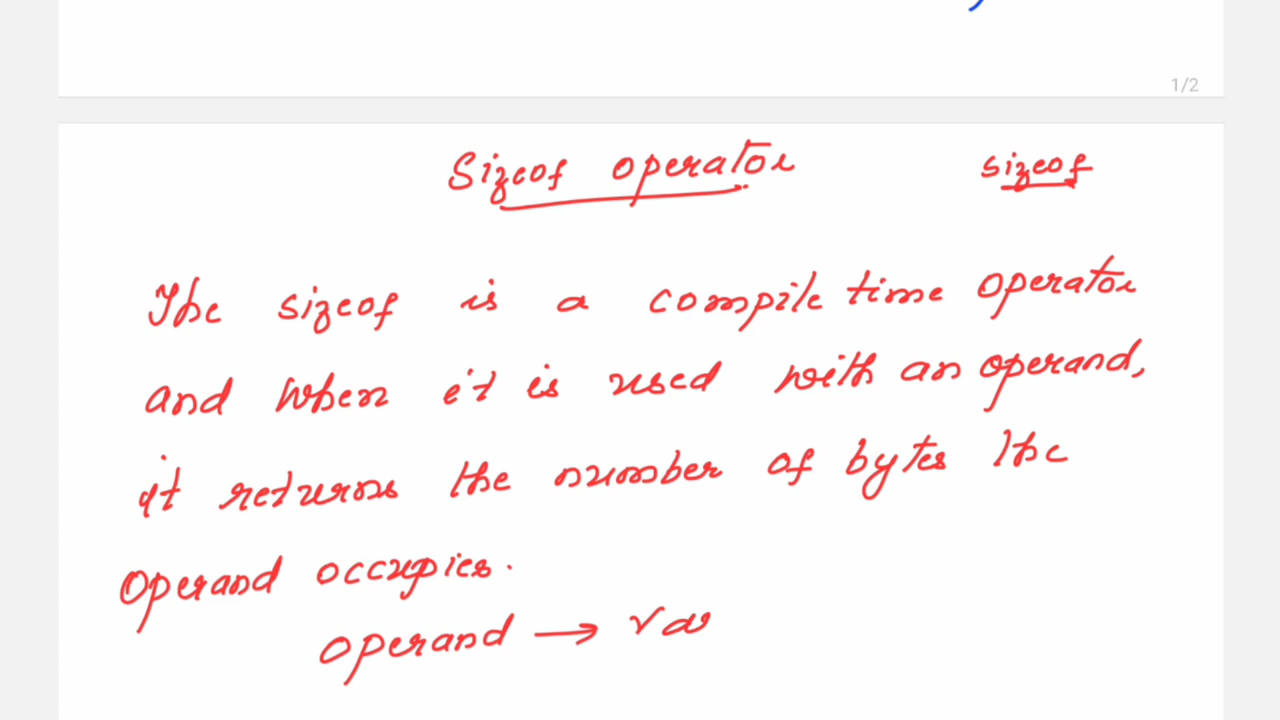 1/2
Sizeof operator sizeof
The sizeof is a compile time operator
and when it is used with an operand,
it returns the number of bytes the
Operand occupies.
operand → var